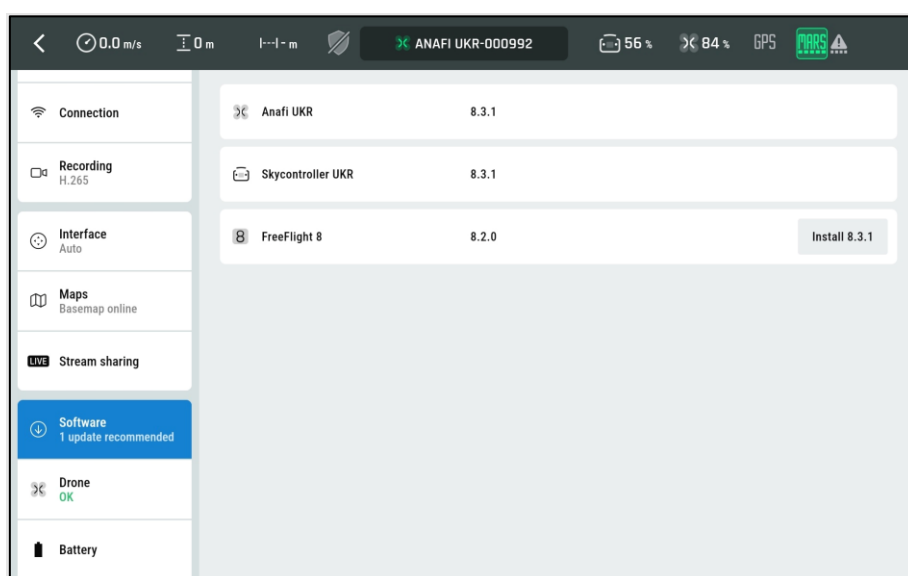 0.0 m/s 0 m - m ANAFI UKR-000992 56 % 84 % GPS MARS
Connection
Anafi UKR 8.3.1
Recording
H.265
Skycontroller UKR 8.3.1
Interface
Auto
8 FreeFlight 8 8.2.0 Install 8.3.1
Maps
Basemap online
LIVE Stream sharing
Software
1 update recommended
Drone
OK
Battery